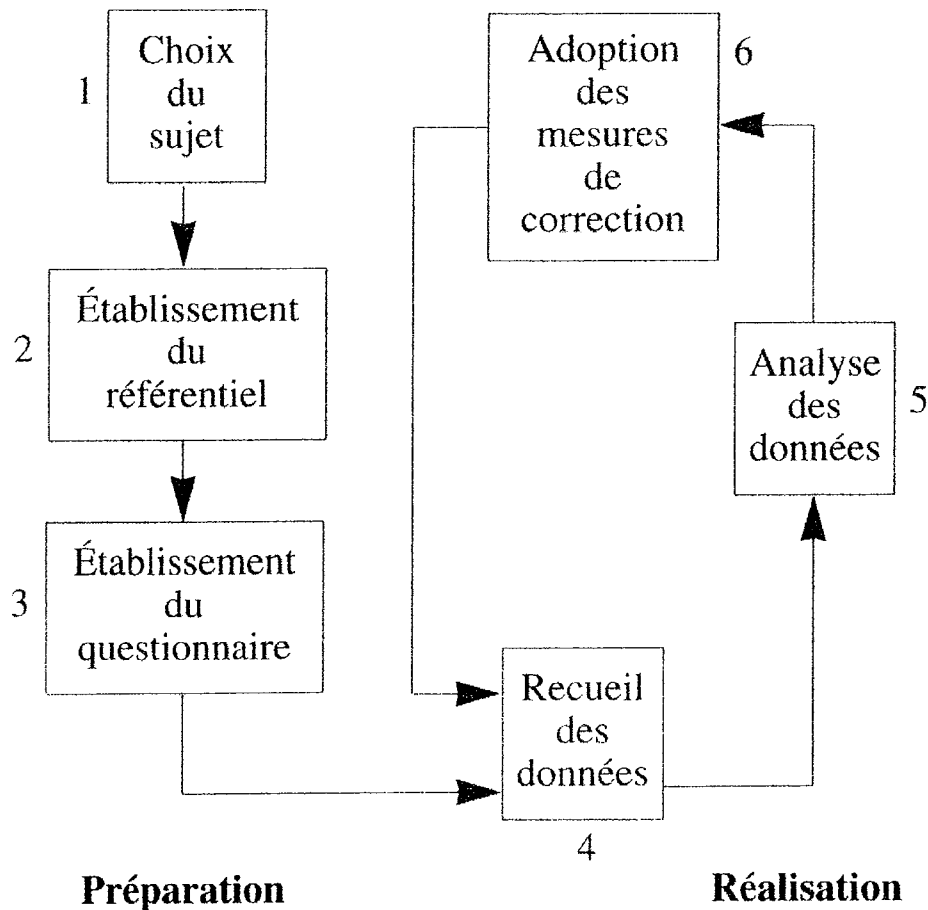 1
Choix
du
sujet
2
Établissement
du
référentiel
3
Établissement
du
questionnaire
Recueil
des
données
4
Analyse
des
données
5
Adoption
des
mesures
de
correction
6
Préparation
Réalisation